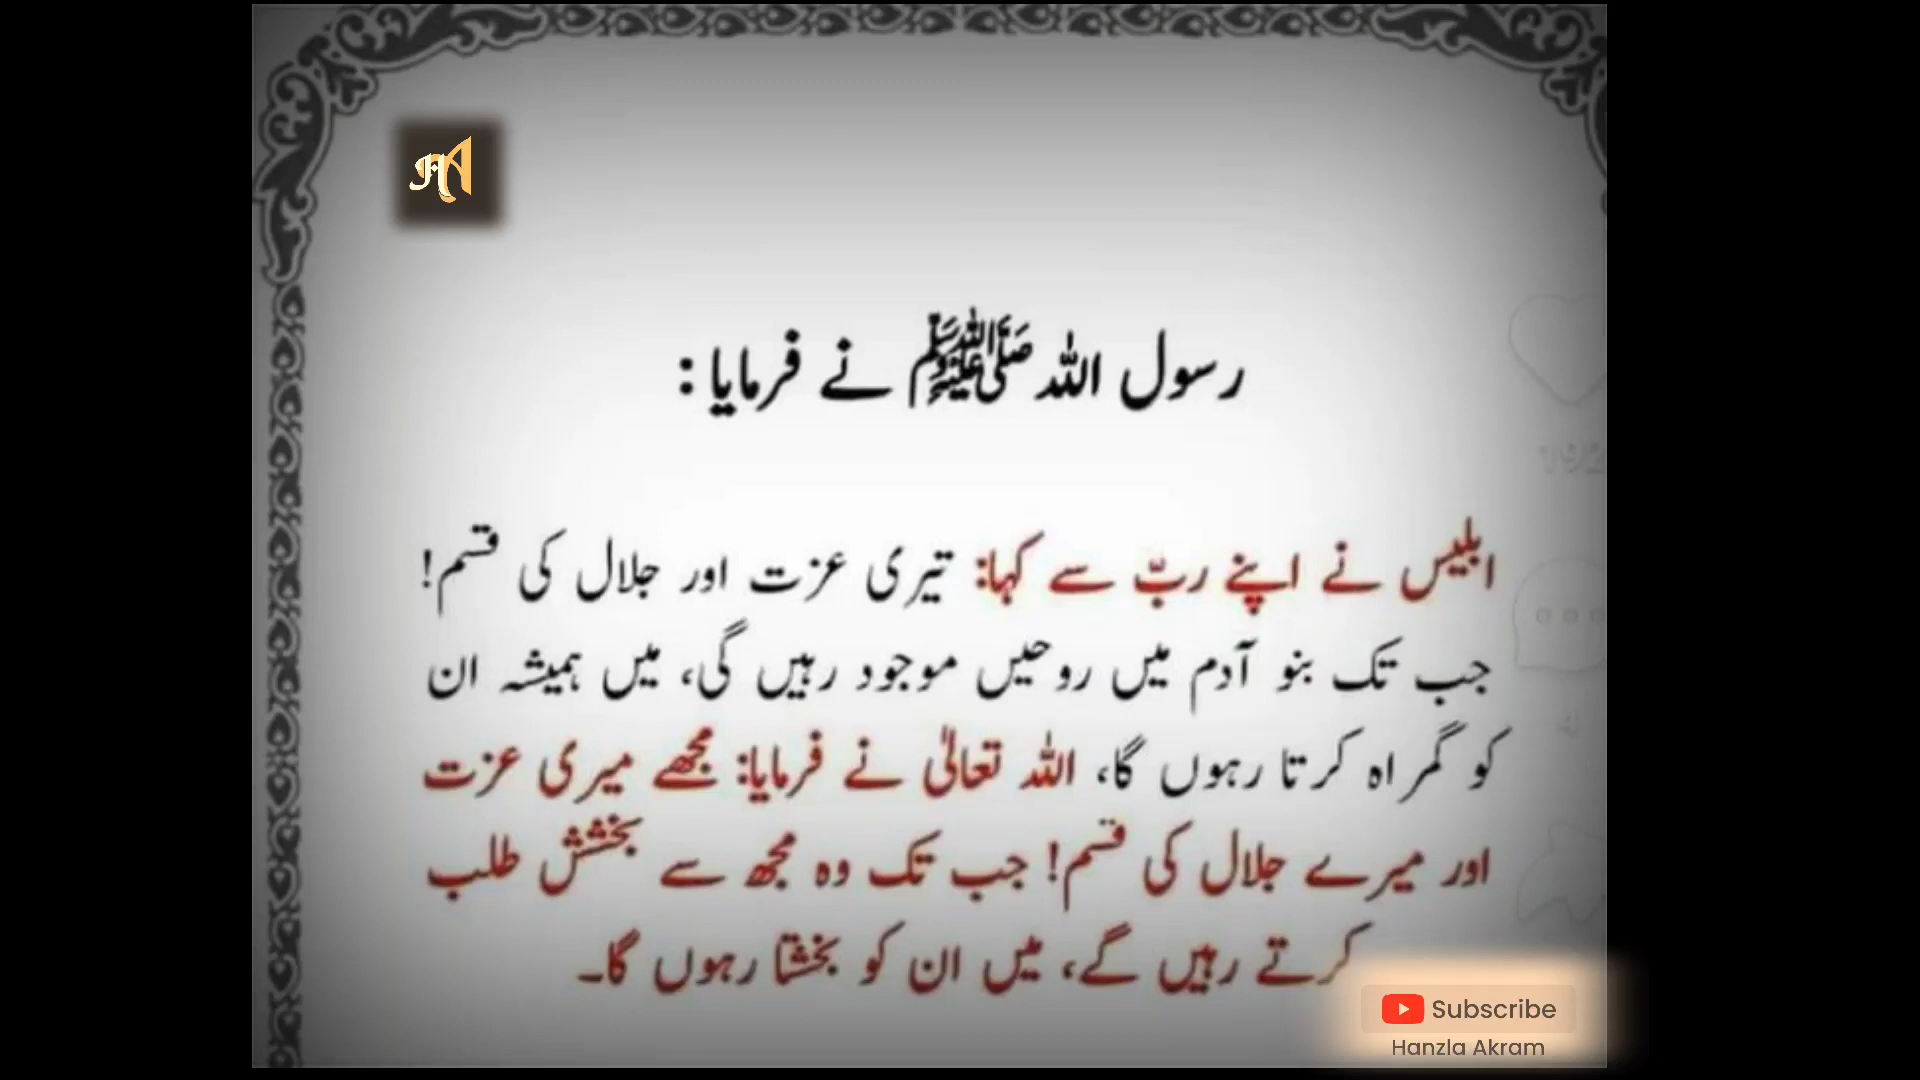 رسول اللہ ﷺ نے فرمایا :
ابلیس نے اپنے ربّ سے کہا: تیری عزت اور جلال کی قسم!
جب تک بنو آدم میں روحیں موجود رہیں گی، میں ہمیشہ ان
کو گمراہ کرتا رہوں گا، اللہ تعالیٰ نے فرمایا: مجھے میری عزت
اور میرے جلال کی قسم! جب تک وہ مجھ سے بخشش طلب
کرتے رہیں گے، میں ان کو بخشتا رہوں گا۔
Subscribe
Hanzla Akram
192
4